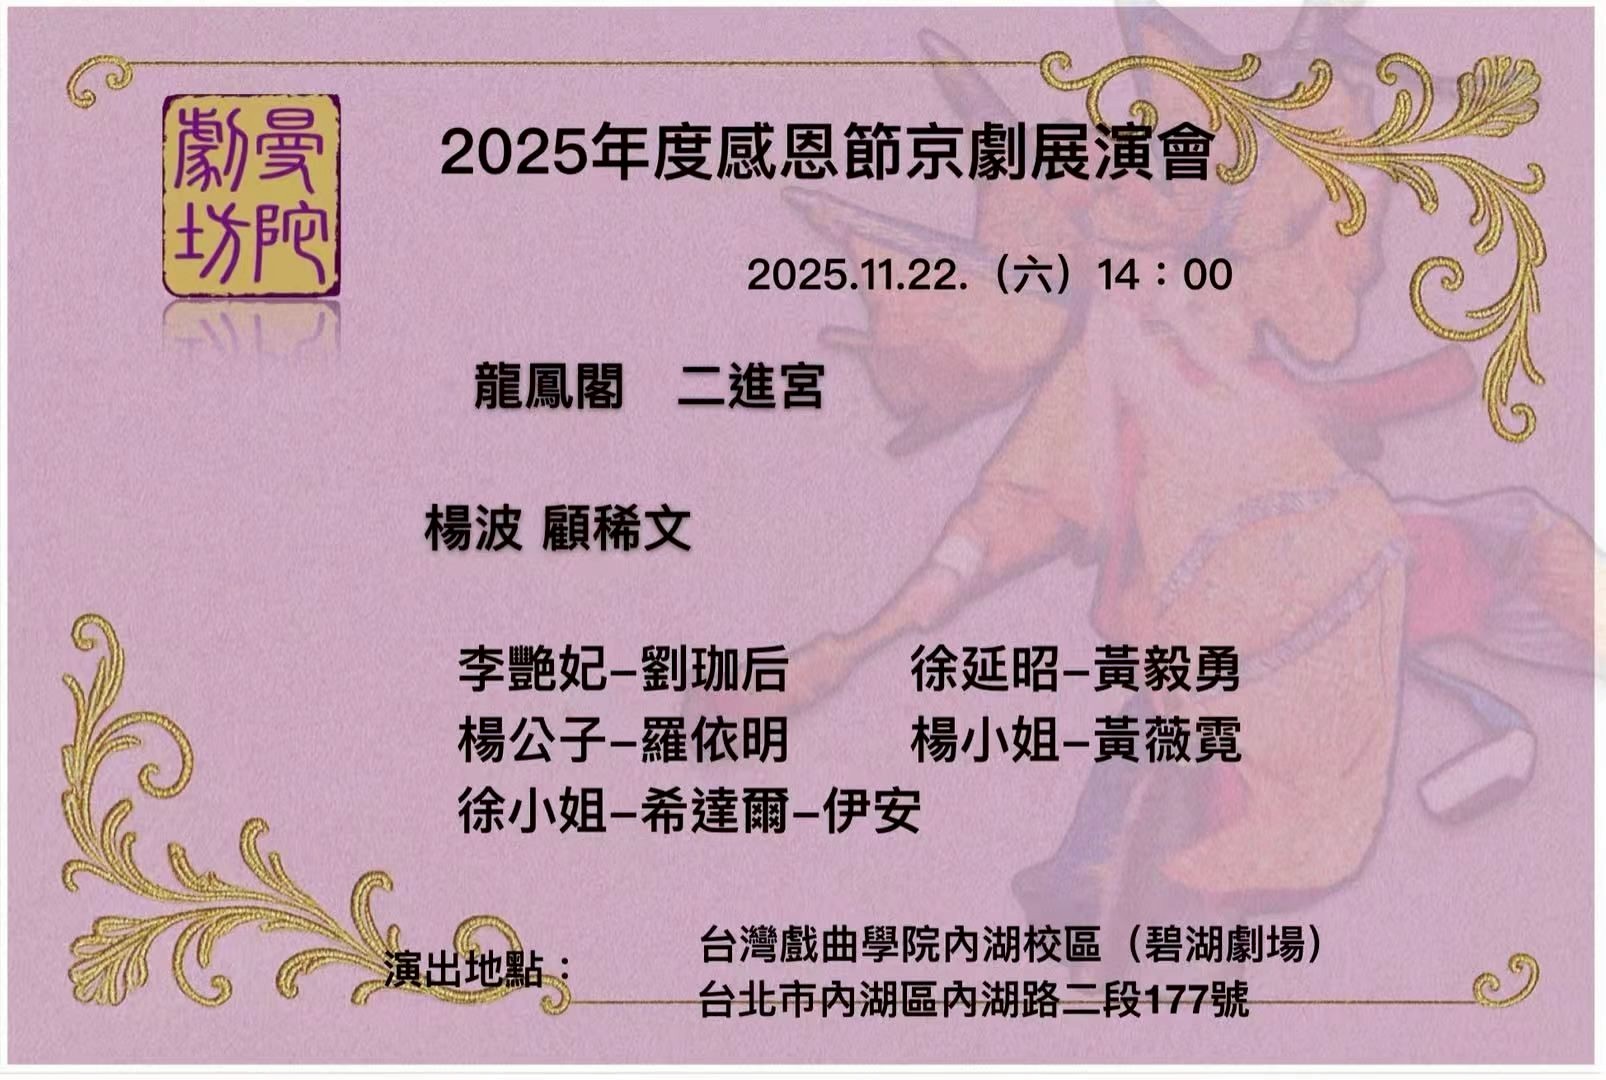 曼陀
劇坊
2025年度感恩節京劇展演會
2025.11.22.（六）14：00
龍鳳閣　二進宮
楊波 顧稀文
李艷妃–劉珈后　　徐延昭–黃毅勇
楊公子–羅依明　　楊小姐–黃薇霓
徐小姐–希達爾–伊安
演出地點：
台灣戲曲學院內湖校區（碧湖劇場）
台北市內湖區內湖路二段177號